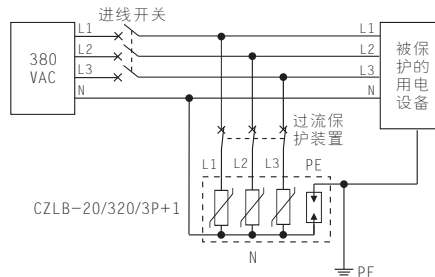 进线开关
380
VAC
L1
L2
L3
N
L1
L2
L3
N
被保
护的
用电
设备
过流保
护装置
L1
L2
L3
PE
CZLB-20/320/3P+1
N
PE